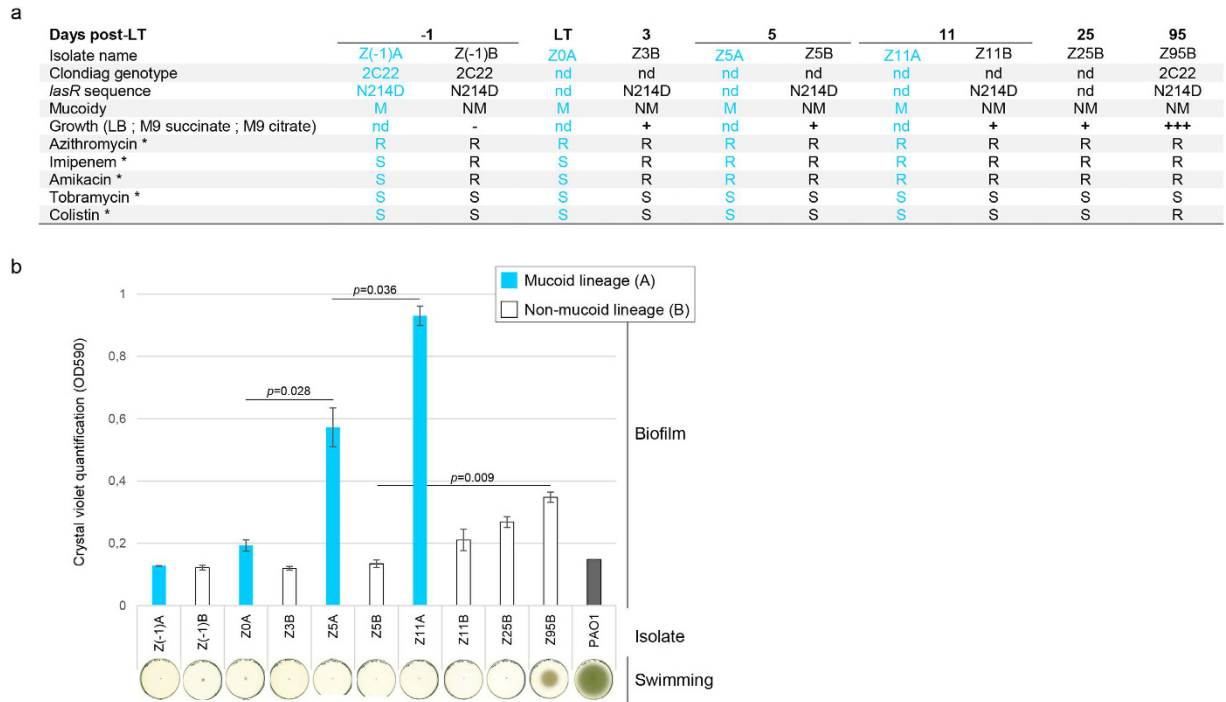 a
Days post-LT -1 LT 3 5 11 25 95
Isolate name Z(-1)A Z(-1)B Z0A Z3B Z5A Z5B Z11A Z11B Z25B Z95B
Clondiag genotype 2C22 2C22 nd nd nd nd nd nd nd 2C22
lasR sequence N214D N214D nd N214D nd N214D nd N214D nd N214D
Mucoidy M NM M NM M NM M NM NM NM
Growth (LB ; M9 succinate ; M9 citrate) nd - nd + nd + nd + + +++
Azithromycin * R R R R R R R R R R
Imipenem * S R S R R R R R R R
Amikacin * S R S R R R R R R R
Tobramycin * S S S S S S S S S S
Colistin * S S S S S S S S S R
b
Mucoid lineage (A)
Non-mucoid lineage (B)
p=0.036
p=0.028
p=0.009
Crystal violet quantification (OD590)
1
0,8
0,6
0,4
0,2
0
Biofilm
Z(-1)A Z(-1)B Z0A Z3B Z5A Z5B Z11A Z11B Z25B Z95B PAO1
Isolate
Swimming